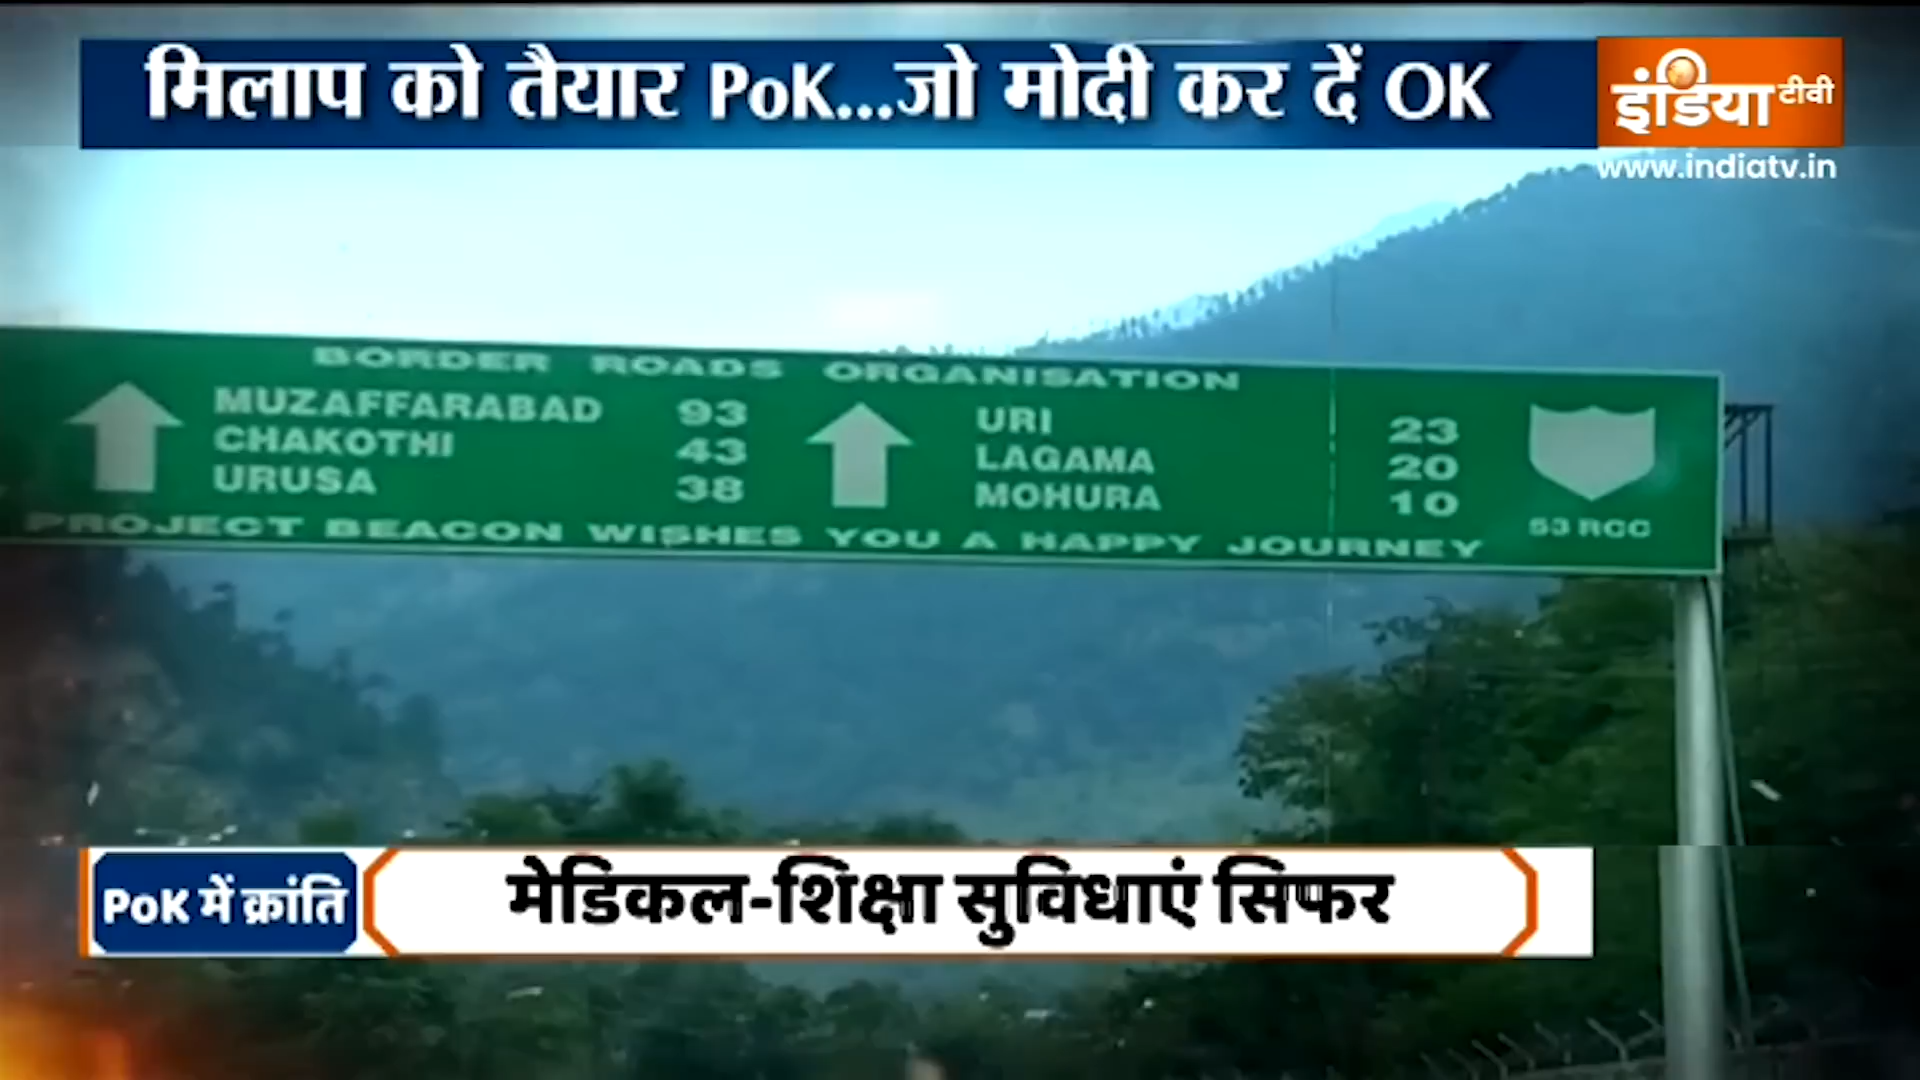 मिलाप को तैयार PoK...जो मोदी कर दें OK
इंडिया टीवी
www.indiatv.in
BORDER ROADS ORGANISATION
MUZAFFARABAD 93
CHAKOTHI 43
URUSA 38
URI 23
LAGAMA 20
MOHURA 10
53 RCC
PROJECT BEACON WISHES YOU A HAPPY JOURNEY
PoK में क्रांति
मेडिकल-शिक्षा सुविधाएं सिफर